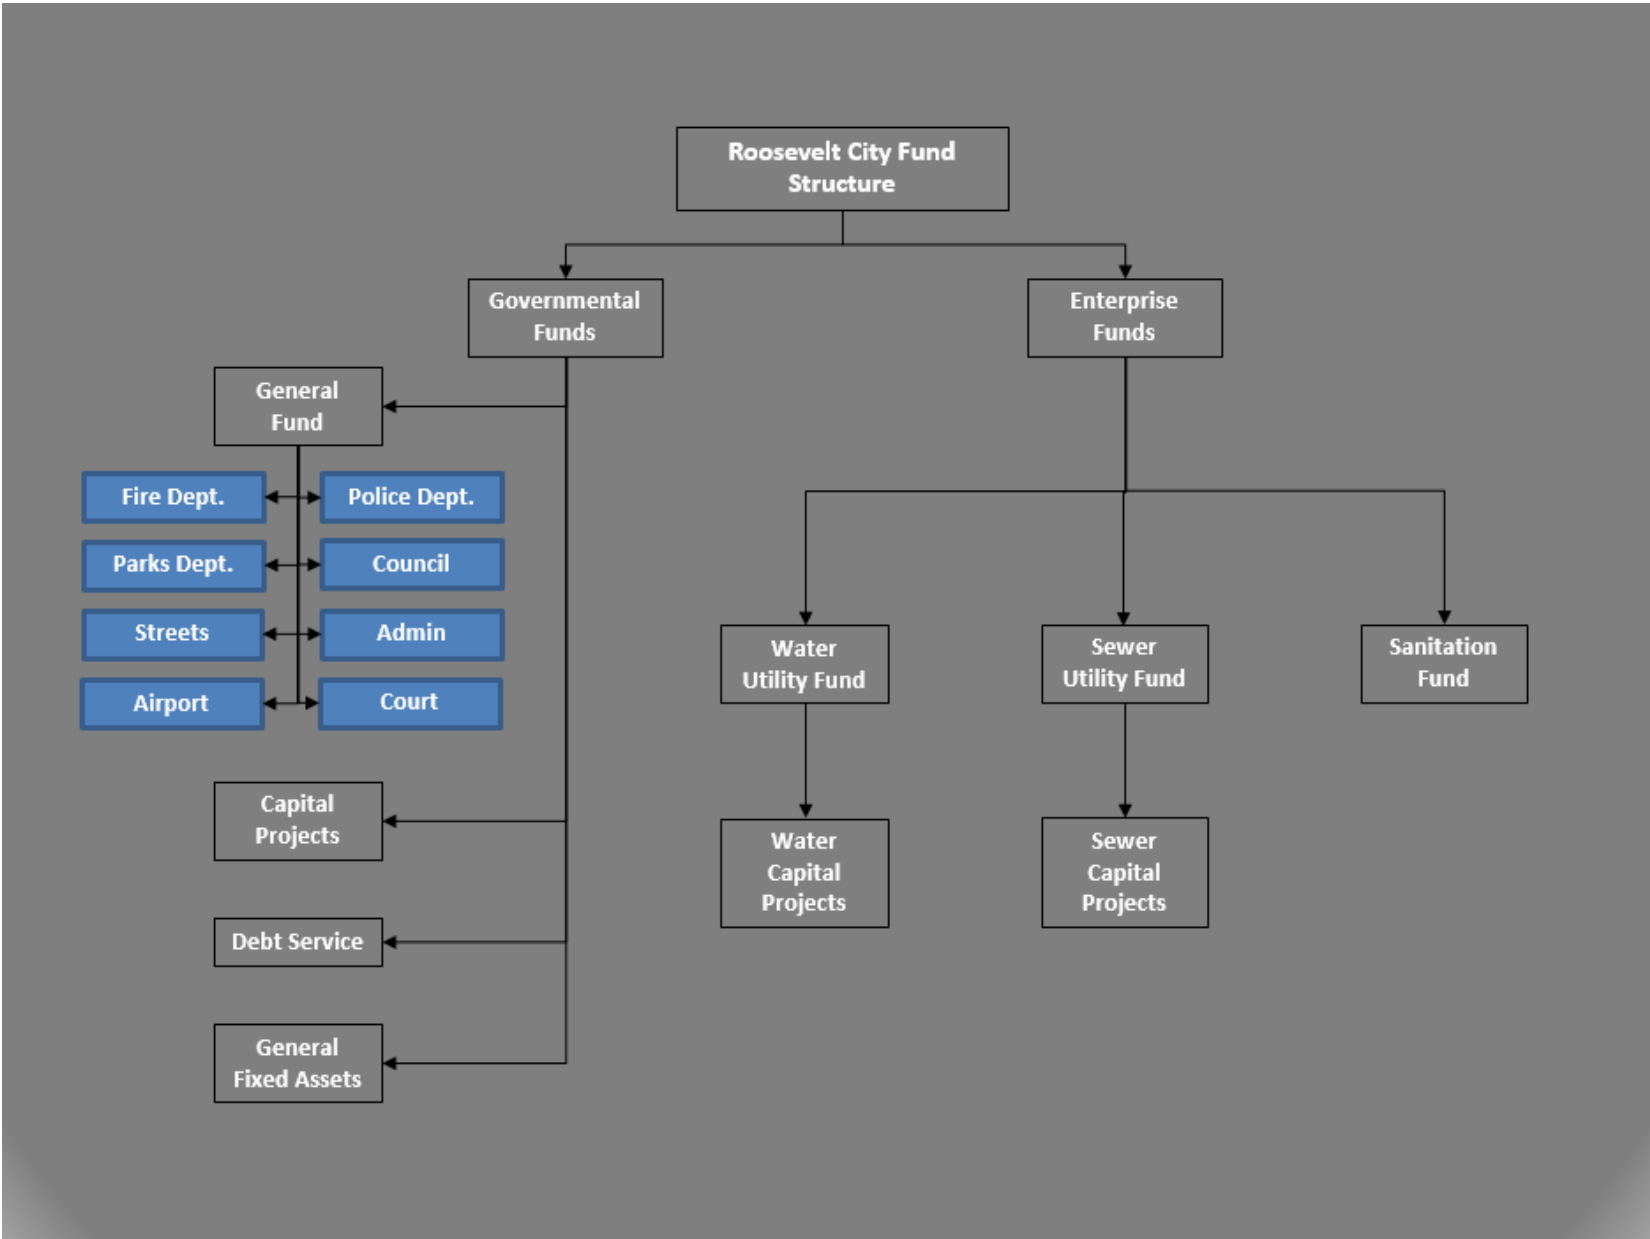 Roosevelt City Fund
Structure
Governmental
Funds
Enterprise
Funds
General
Fund
Fire Dept.
Police Dept.
Parks Dept.
Council
Streets
Admin
Airport
Court
Water
Utility Fund
Sewer
Utility Fund
Sanitation
Fund
Capital
Projects
Water
Capital
Projects
Sewer
Capital
Projects
Debt Service
General
Fixed Assets